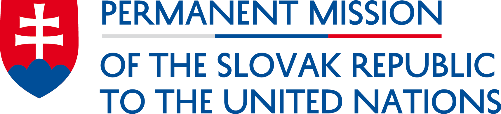 PERMANENT MISSION
OF THE SLOVAK REPUBLIC
TO THE UNITED NATIONS